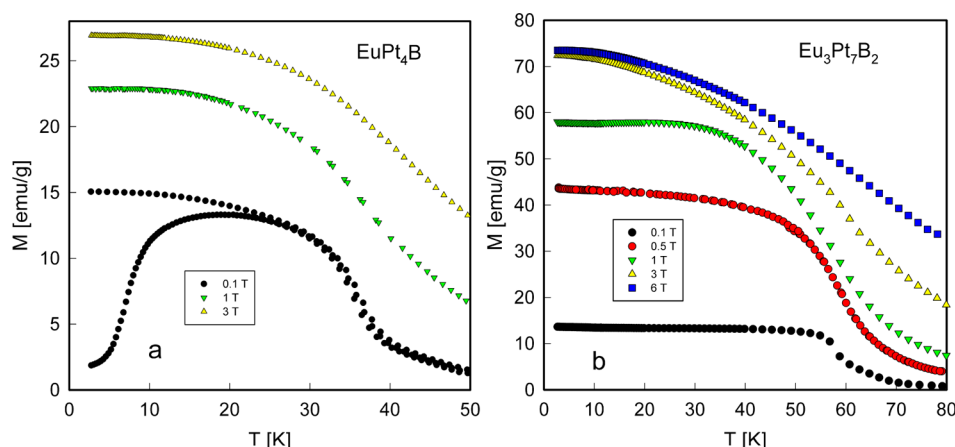 EuPt₄B
M [emu/g]
25
20
15
10
5
0
0.1 T
1 T
3 T
a
0 10 20 30 40 50
T [K]
Eu₃Pt₇B₂
M [emu/g]
80
70
60
50
40
30
20
10
0
0.1 T
0.5 T
1 T
3 T
6 T
b
0 10 20 30 40 50 60 70 80
T [K]